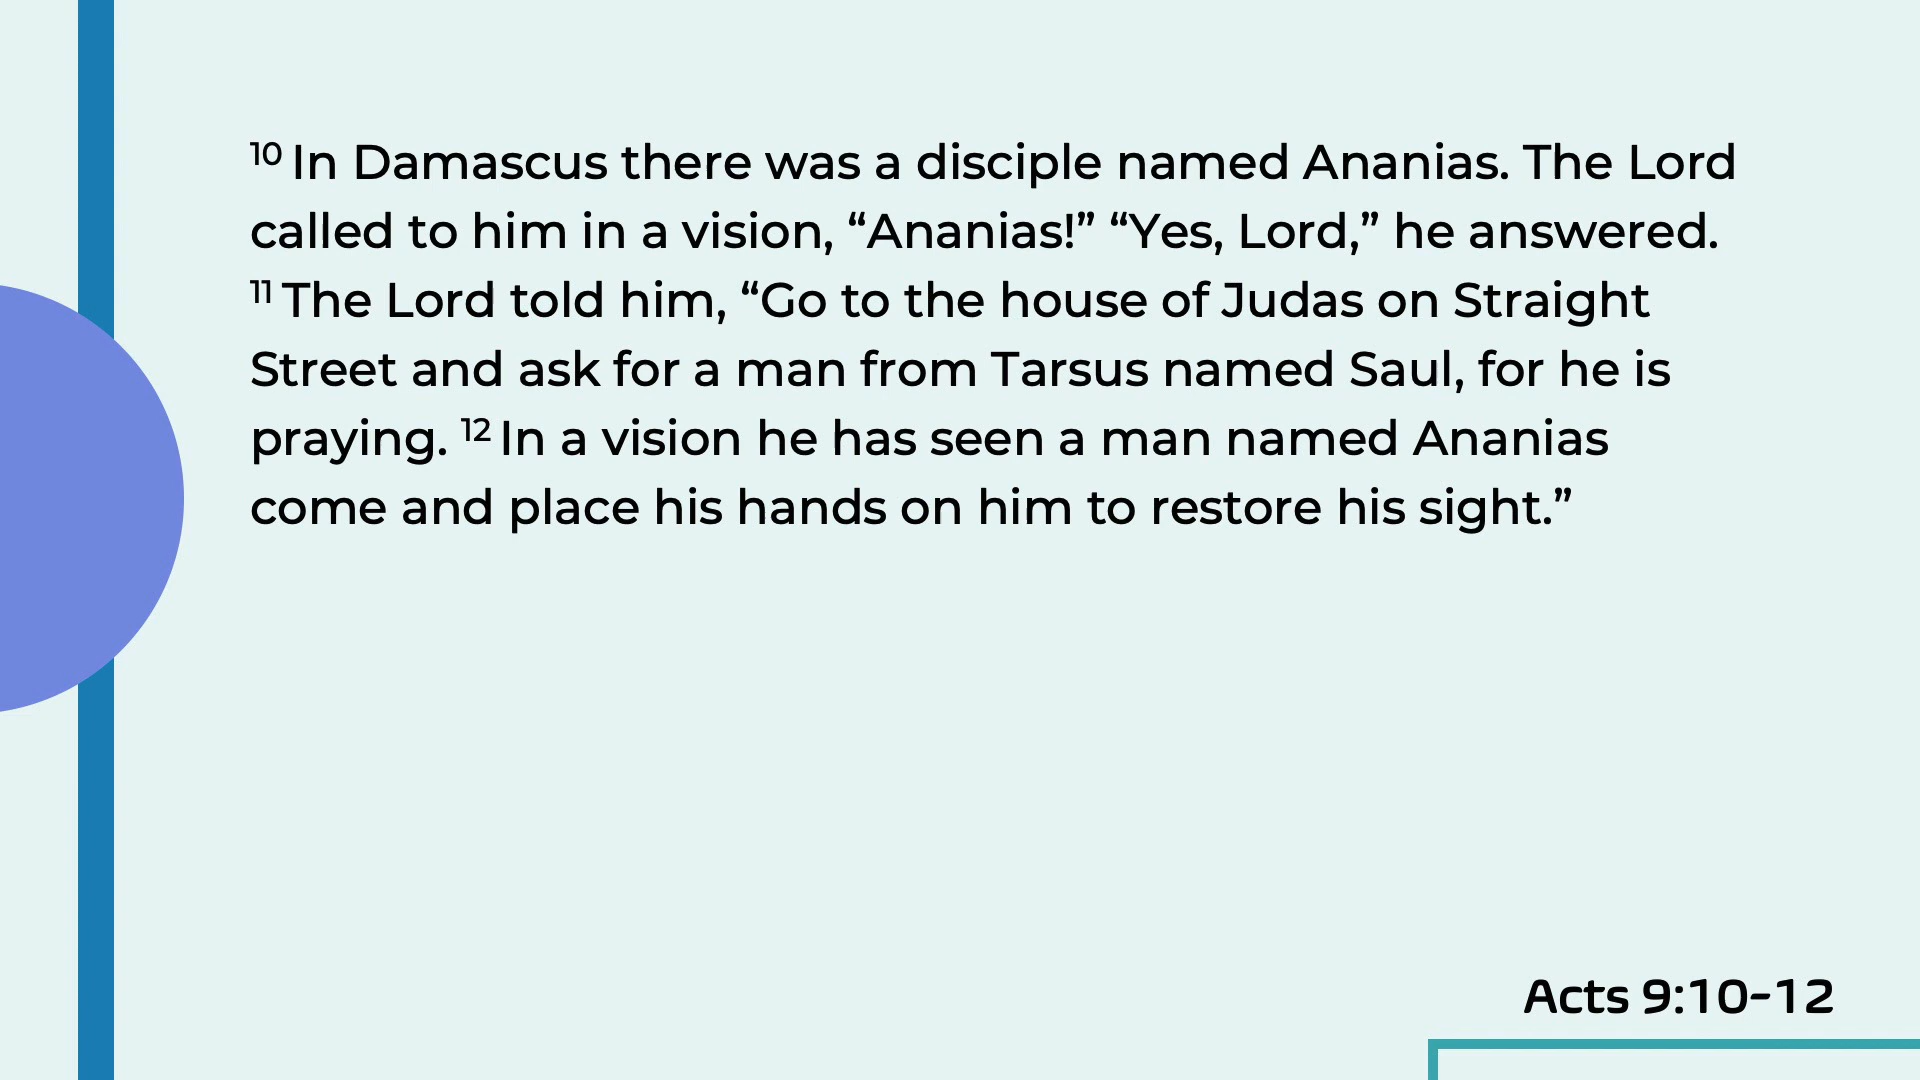 ¹⁰ In Damascus there was a disciple named Ananias. The Lord
called to him in a vision, “Ananias!” “Yes, Lord,” he answered.
¹¹ The Lord told him, “Go to the house of Judas on Straight
Street and ask for a man from Tarsus named Saul, for he is
praying. ¹² In a vision he has seen a man named Ananias
come and place his hands on him to restore his sight.”
Acts 9:10-12